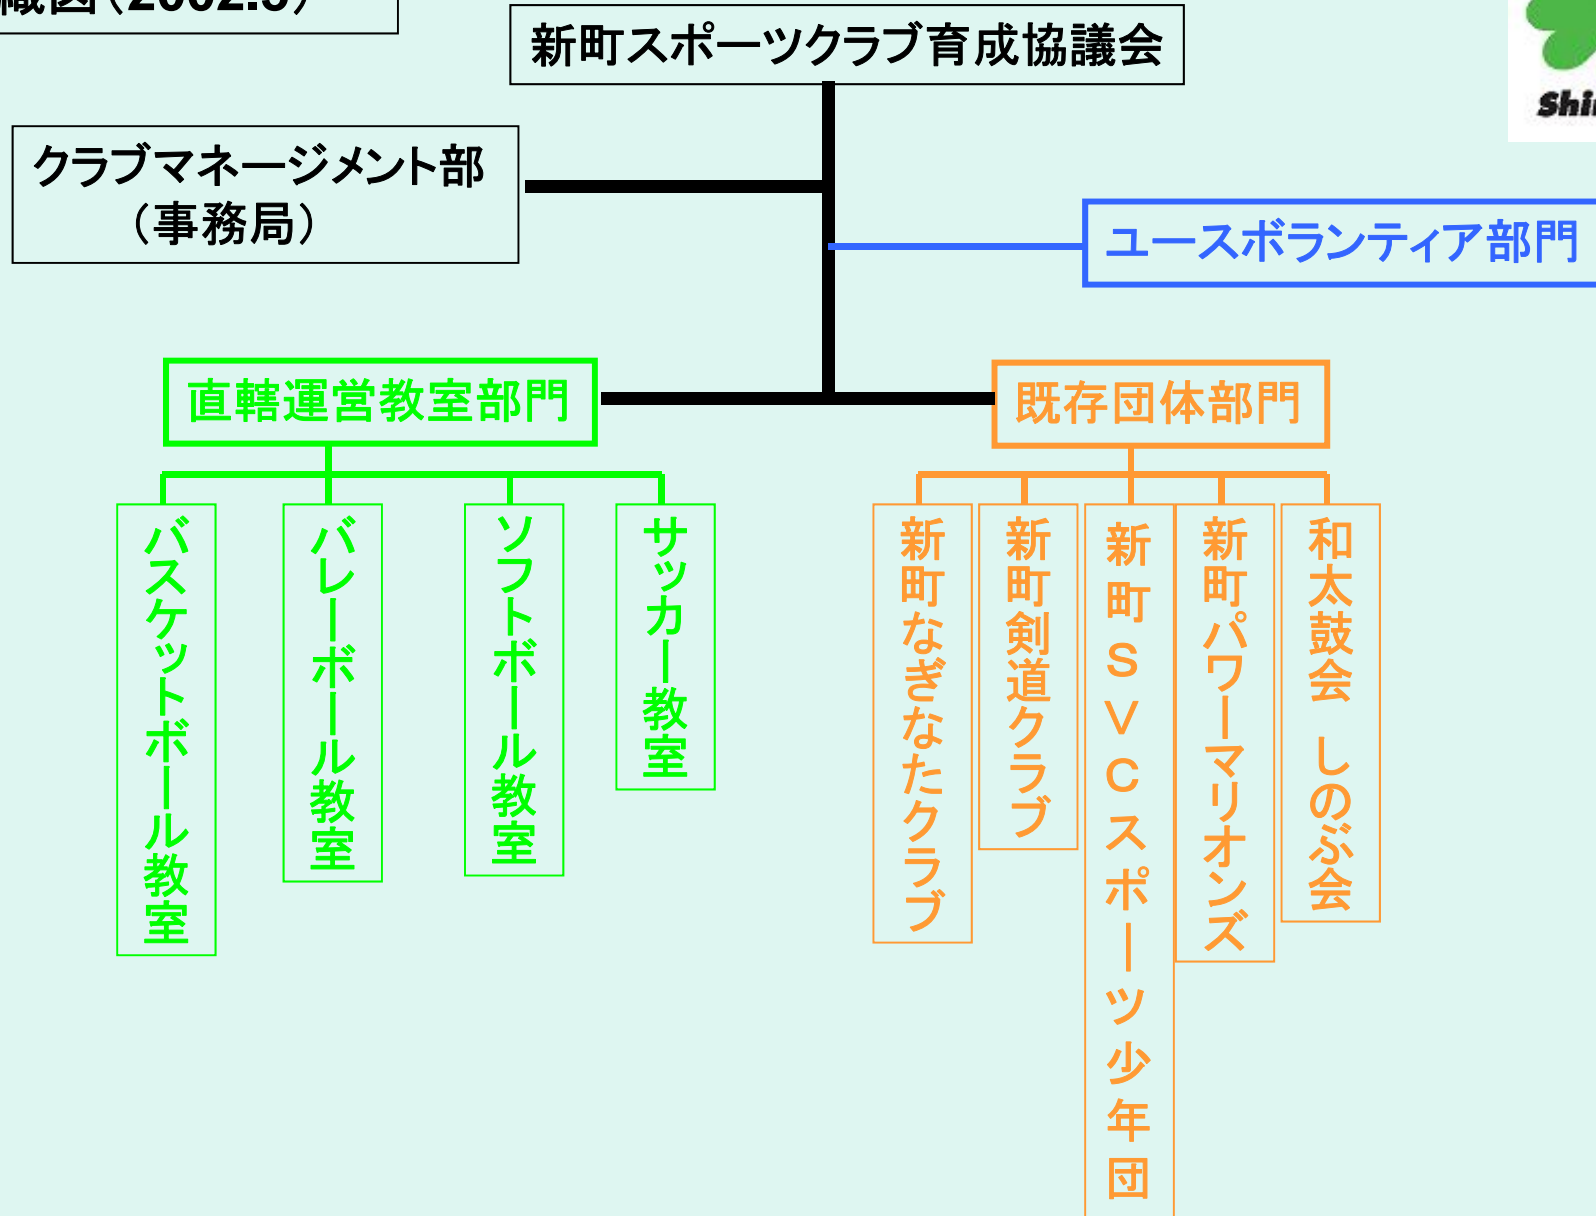 織図（2002.3）
新町スポーツクラブ育成協議会
クラブマネージメント部
（事務局）
ユースボランティア部門
直轄運営教室部門
既存団体部門
バスケットボール教室
バレーボール教室
ソフトボール教室
サッカー教室
新町なぎなたクラブ
新町剣道クラブ
新町ＳＶＣスポーツ少年団
新町パワーマリオンズ
和太鼓会 しのぶ会